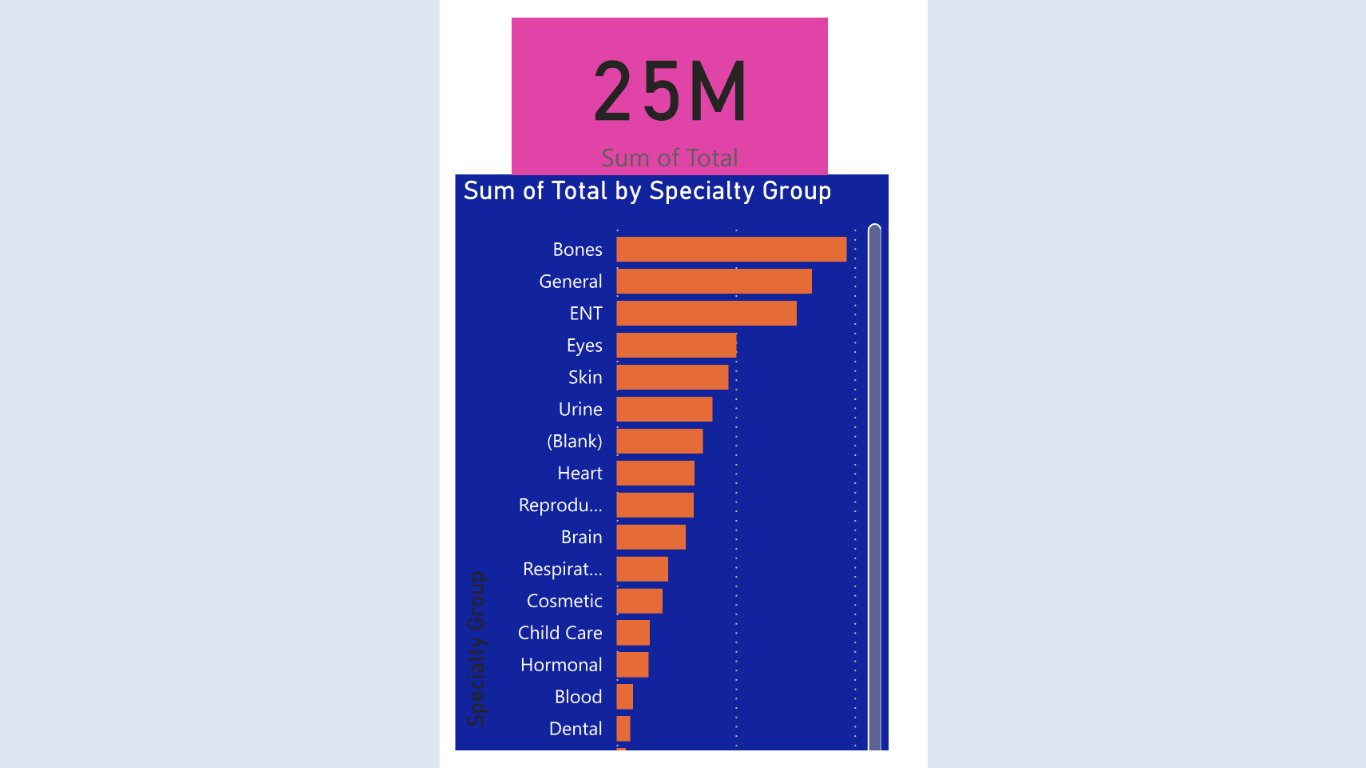 25M
Sum of Total
Sum of Total by Specialty Group
Bones
General
ENT
Eyes
Skin
Urine
(Blank)
Heart
Reprodu...
Brain
Respirat...
Cosmetic
Child Care
Hormonal
Blood
Dental
Specialty Group